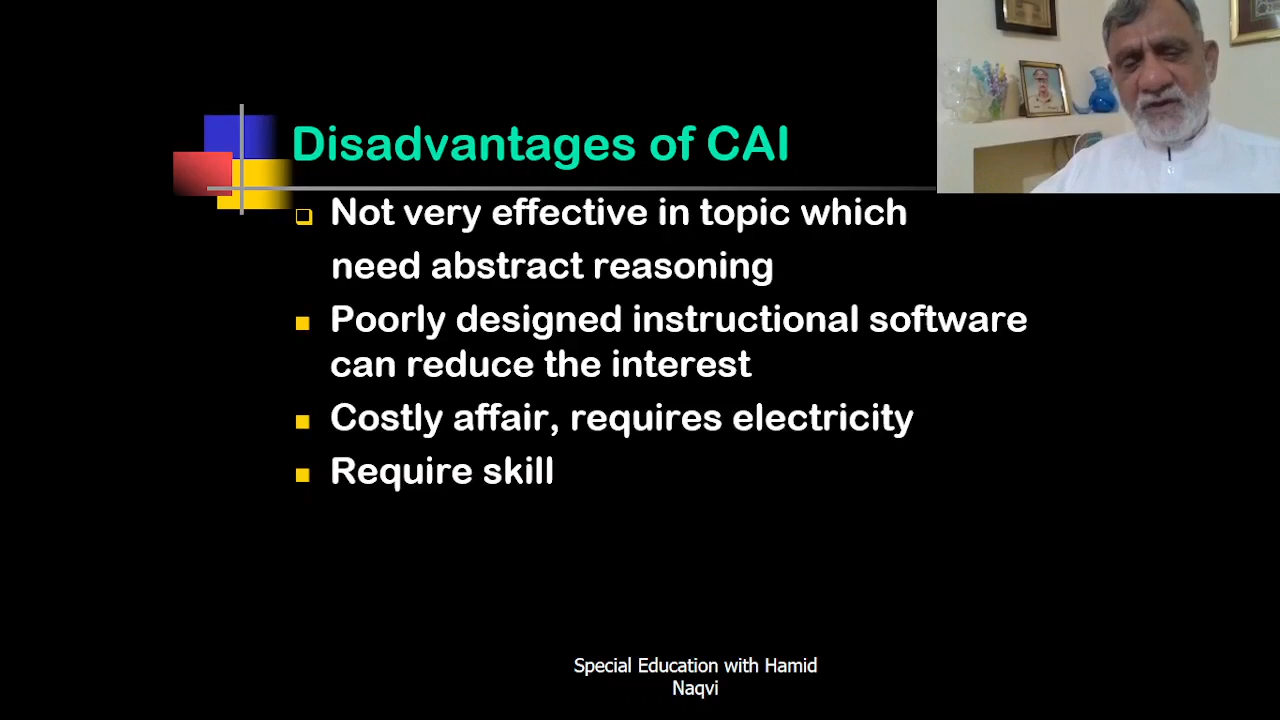 Disadvantages of CAI
Not very effective in topic which
need abstract reasoning
Poorly designed instructional software
can reduce the interest
Costly affair, requires electricity
Require skill
Special Education with Hamid
Naqvi